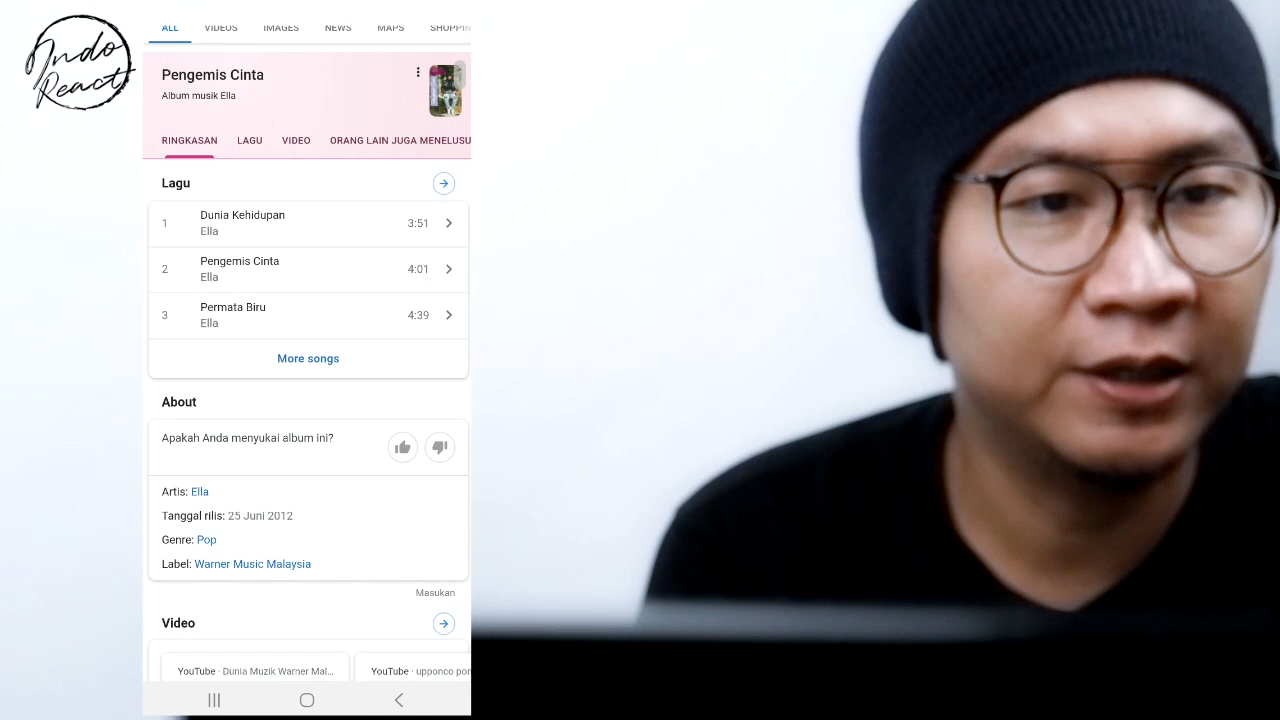 Indo
React
ALL VIDEOS IMAGES NEWS MAPS SHOPPIN
Pengemis Cinta
Album musik Ella
RINGKASAN LAGU VIDEO ORANG LAIN JUGA MENELUSU
Lagu
1 Dunia Kehidupan 3:51
Ella
2 Pengemis Cinta 4:01
Ella
3 Permata Biru 4:39
Ella
More songs
About
Apakah Anda menyukai album ini?
Artis: Ella
Tanggal rilis: 25 Juni 2012
Genre: Pop
Label: Warner Music Malaysia
Masukan
Video
YouTube · Dunia Muzik Warner Mal... YouTube · upponco pon